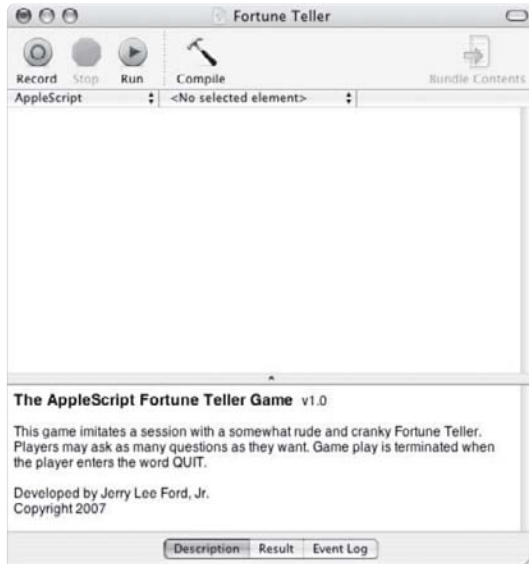 Fortune Teller
Record Stop Run Compile Bundle Contents
AppleScript <No selected element>
The AppleScript Fortune Teller Game v1.0
This game imitates a session with a somewhat rude and cranky Fortune Teller.
Players may ask as many questions as they want. Game play is terminated when
the player enters the word QUIT.
Developed by Jerry Lee Ford, Jr.
Copyright 2007
Description Result Event Log